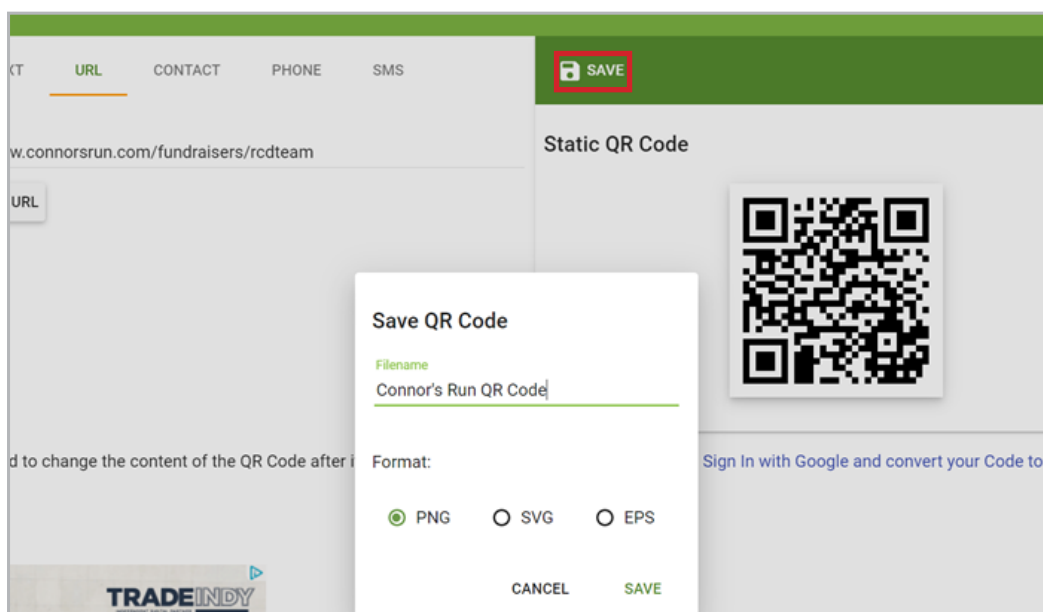 XT URL CONTACT PHONE SMS
SAVE
w.connorsrun.com/fundraisers/rcdteam
URL
Static QR Code
Save QR Code
Filename
Connor's Run QR Code
d to change the content of the QR Code after i
Format:
Sign In with Google and convert your Code to
PNG SVG EPS
CANCEL SAVE
TRADEINDY